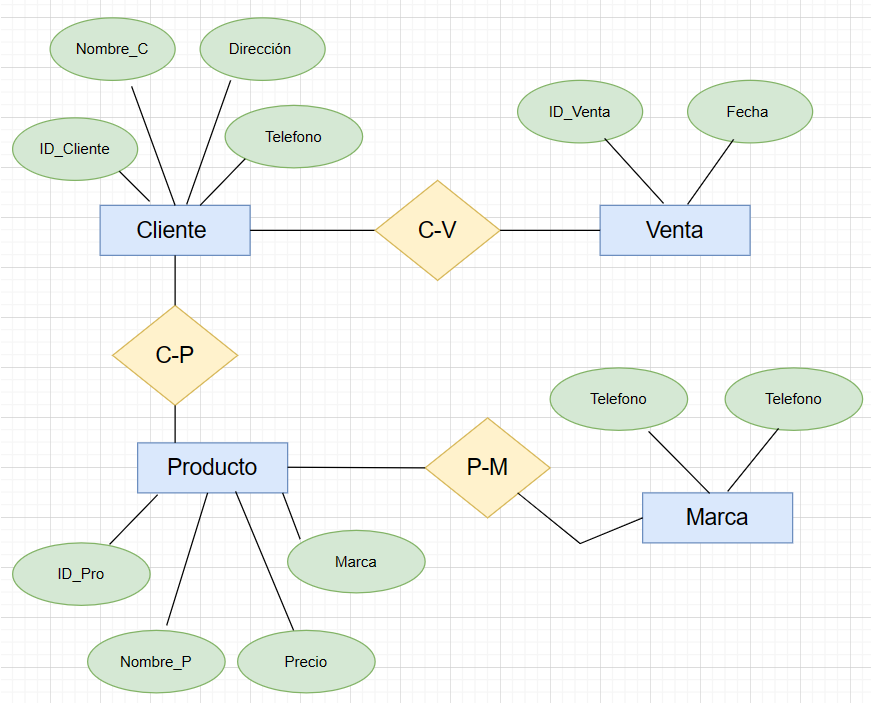 Nombre_C
Dirección
ID_Cliente
Telefono
ID_Venta
Fecha
Cliente
C-V
Venta
C-P
Telefono
Telefono
Producto
P-M
Marca
ID_Pro
Marca
Nombre_P
Precio